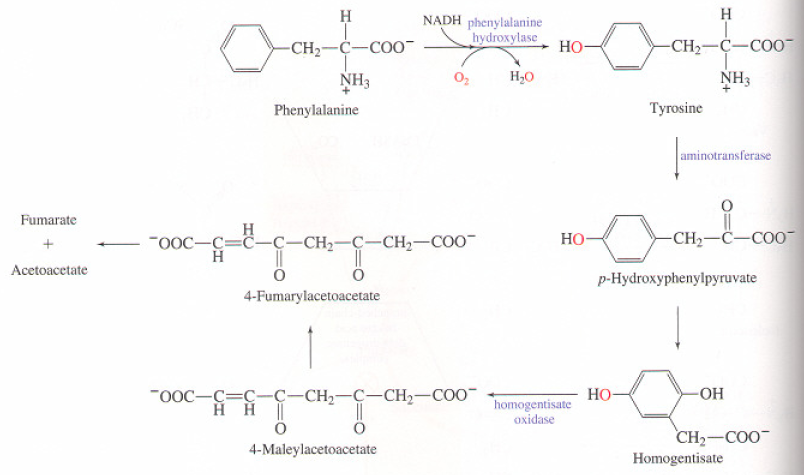 H
CH₂—C—COO⁻
NH₃
+
Phenylalanine
NADH phenylalanine
hydroxylase
O₂ H₂O
H
HO CH₂—C—COO⁻
NH₃
+
Tyrosine
aminotransferase
O
HO CH₂—C—COO⁻
p-Hydroxyphenylpyruvate
HO OH
CH₂—COO⁻
Homogentisate
homogentisate
oxidase
⁻OOC—C=C—C—CH₂—C—CH₂—COO⁻
H H O O
4-Maleylacetoacetate
H
⁻OOC—C=C—C—CH₂—C—CH₂—COO⁻
H O O
4-Fumarylacetoacetate
Fumarate
+
Acetoacetate